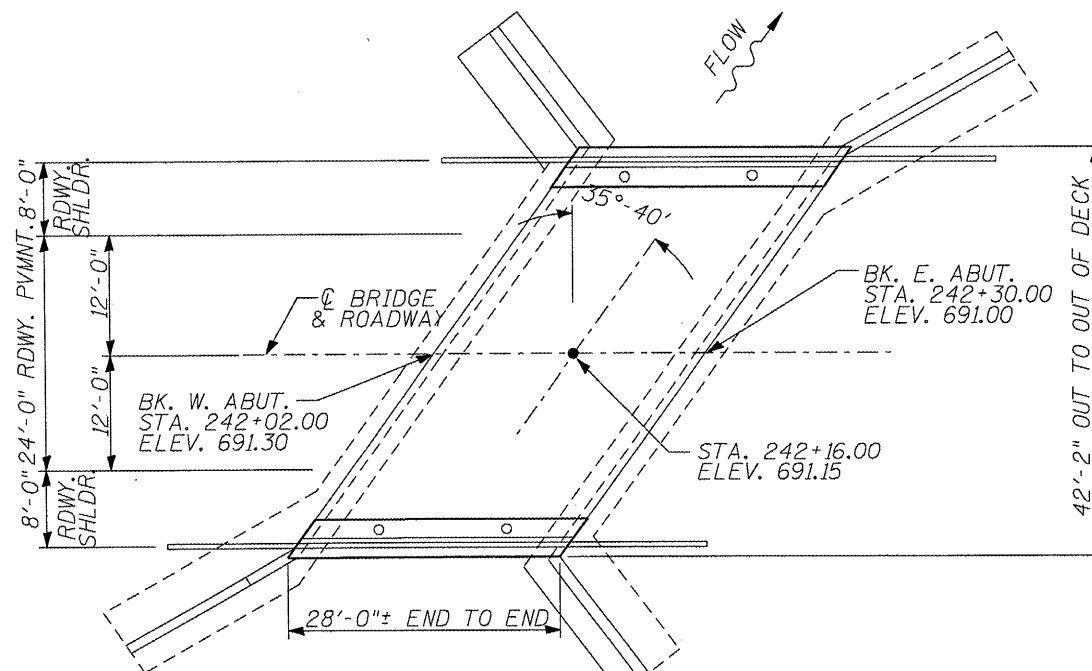 FLOW
8'-0"
RDWY.
SHLDR.
35°-40'
24'-0" RDWY. PVMNT.
12'-0"
℄ BRIDGE
& ROADWAY
BK. E. ABUT.
STA. 242+30.00
ELEV. 691.00
42'-2" OUT TO OUT OF DECK
12'-0"
BK. W. ABUT.
STA. 242+02.00
ELEV. 691.30
STA. 242+16.00
ELEV. 691.15
8'-0"
RDWY.
SHLDR.
28'-0"± END TO END